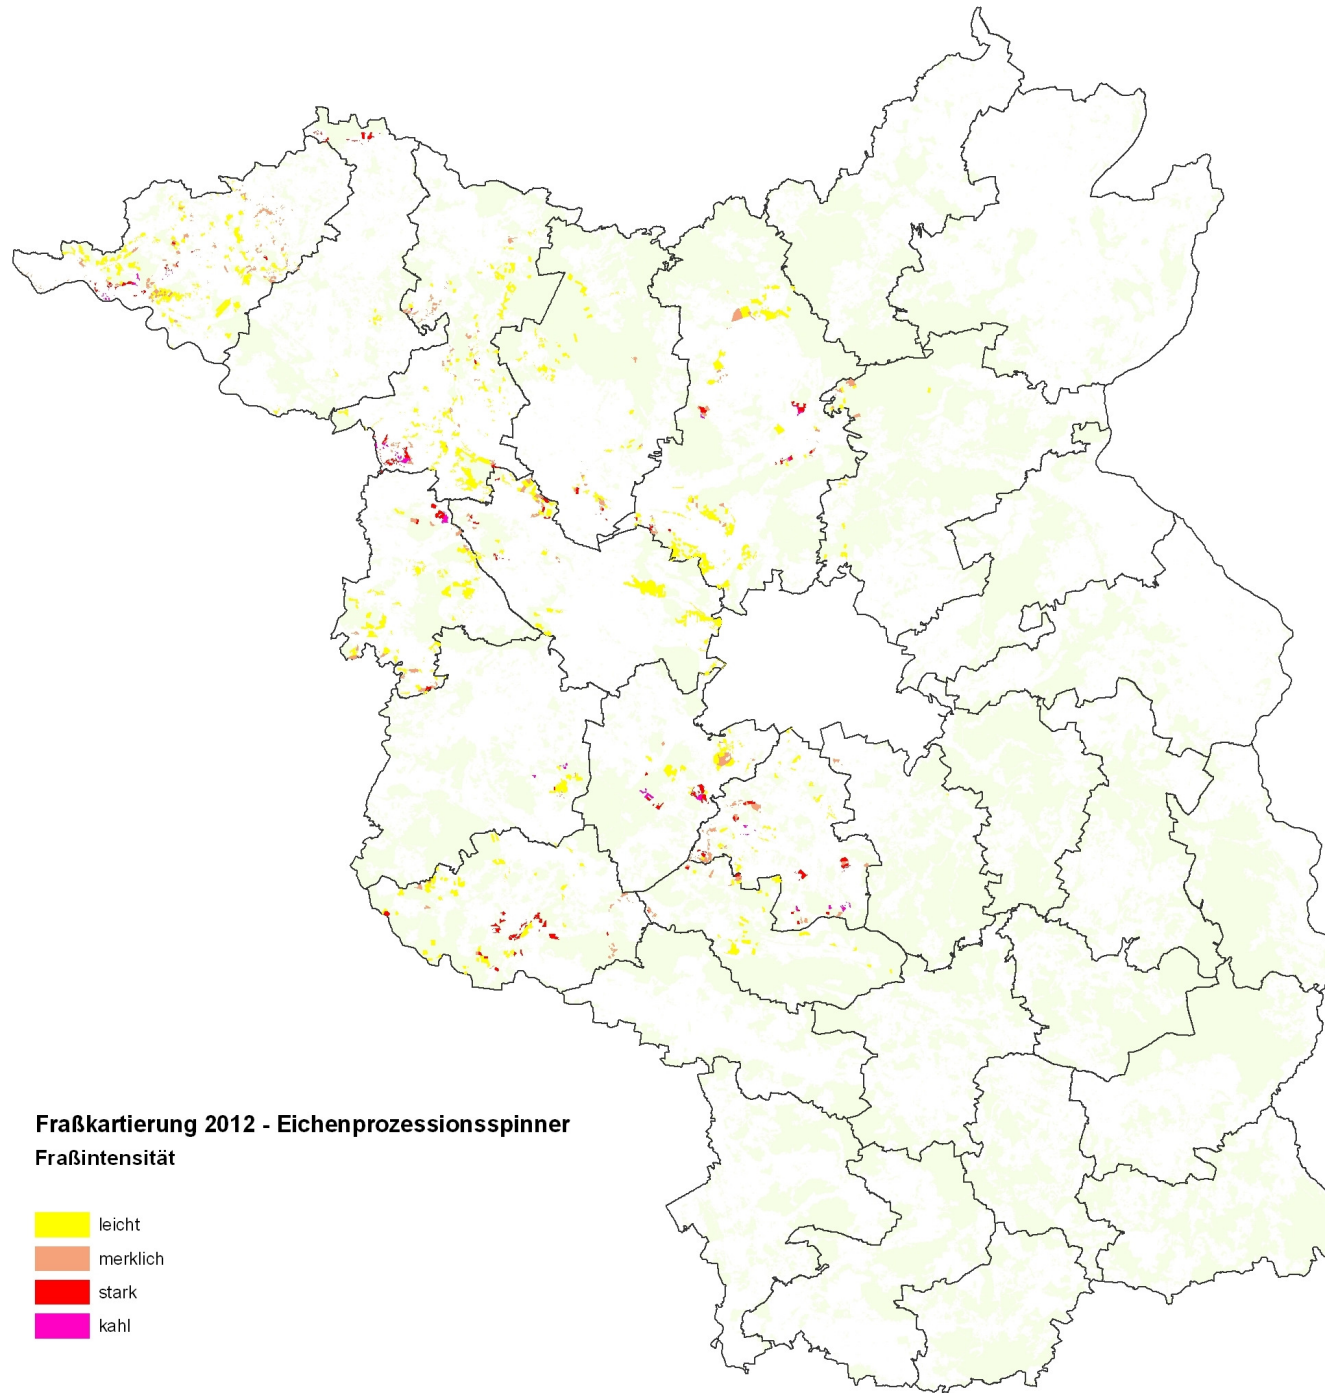 Fraßkartierung 2012 - Eichenprozessionsspinner
Fraßintensität
leicht
merklich
stark
kahl